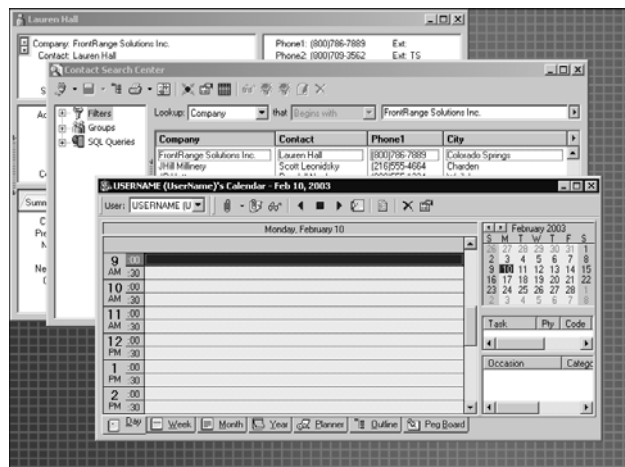 Lauren Hall
Company: FrontRange Solutions Inc.
Contact: Lauren Hall
Phone1: (800)786-7889 Ext:
Phone2: (800)709-3562 Ext: TS
Contact Search Center
Filters
Groups
SQL Queries
Lookup: Company that Begins with FrontRange Solutions Inc.
Company Contact Phone1 City
FrontRange Solutions Inc. Lauren Hall (800)786-7889 Colorado Springs
JHill Millinery Scott Leonidsky (216)555-4664 Charden
USERNAME (UserName)'s Calendar - Feb 10, 2003
User: USERNAME (U
Monday, February 10
February 2003
S M T W T F S
26 27 28 29 30 31 1
2 3 4 5 6 7 8
9 10 11 12 13 14 15
16 17 18 19 20 21 22
23 24 25 26 27 28 1
2 3 4 5 6 7 8
9 :00
AM :30
10 :00
AM :30
11 :00
AM :30
12 :00
PM :30
1 :00
PM :30
2 :00
PM :30
Task Pty Code
Occasion Catego
Day Week Month Year Planner Outline Peg Board